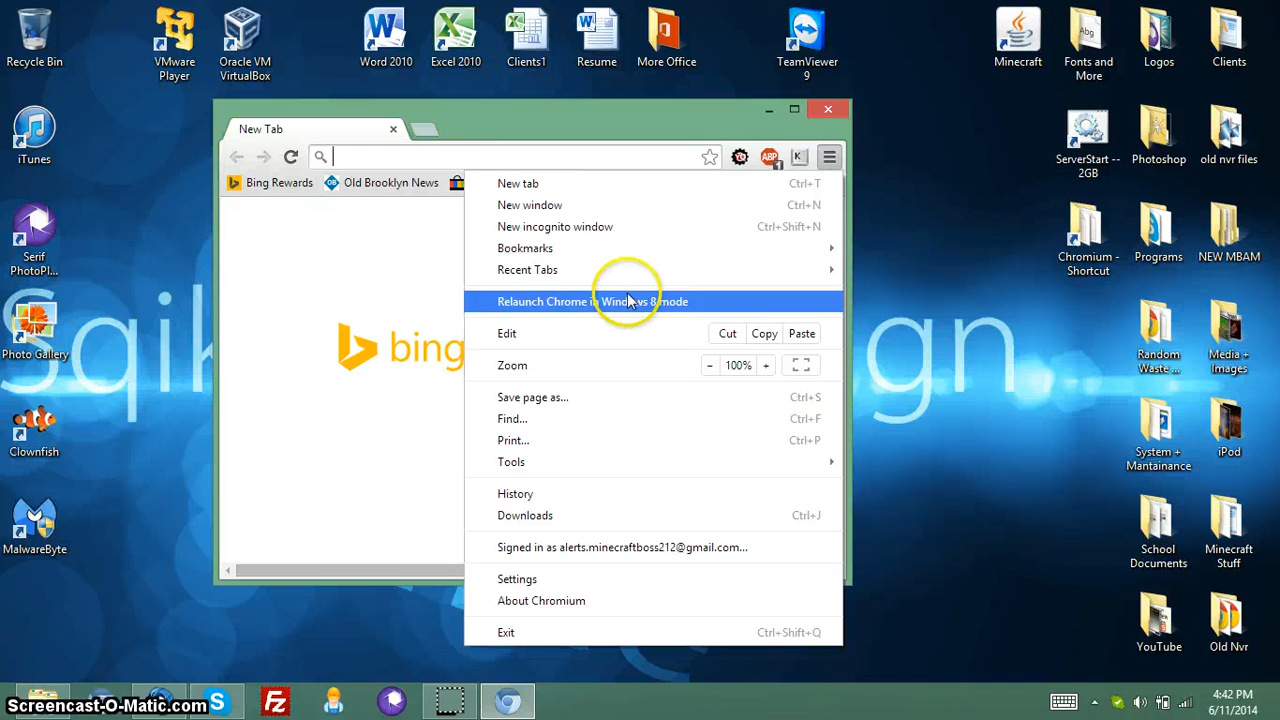 Recycle Bin
VMware Player
Oracle VM VirtualBox
Word 2010
Excel 2010
Clients1
Resume
More Office
TeamViewer 9
Minecraft
Abg
Fonts and More
Logos
Clients
iTunes
Serif PhotoPl...
Photo Gallery
Clownfish
MalwareByte
ServerStart -- 2GB
Photoshop
old nvr files
Chromium - Shortcut
Programs
NEW MBAM
Random Waste ...
Media + Images
System + Mantainance
iPod
School Documents
Minecraft Stuff
YouTube
Old Nvr
New Tab
ABP
1
K
Bing Rewards
Old Brooklyn News
bing
New tab Ctrl+T
New window Ctrl+N
New incognito window Ctrl+Shift+N
Bookmarks
Recent Tabs
Relaunch Chrome in Windows 8 mode
Edit Cut Copy Paste
Zoom − 100% +
Save page as... Ctrl+S
Find... Ctrl+F
Print... Ctrl+P
Tools
History
Downloads Ctrl+J
Signed in as alerts.minecraftboss212@gmail.com...
Settings
About Chromium
Exit Ctrl+Shift+Q
Screencast-O-Matic.com
4:42 PM
6/11/2014